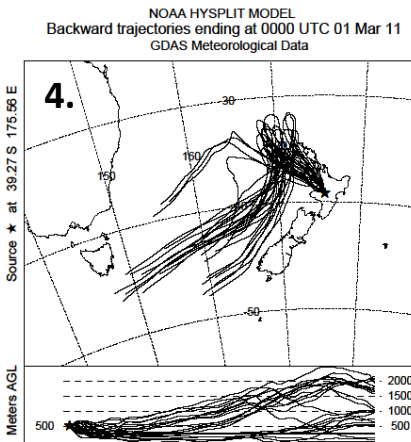 NOAA HYSPLIT MODEL
Backward trajectories ending at 0000 UTC 01 Mar 11
GDAS Meteorological Data
4.
Source ★ at 39.27 S 175.56 E
30
160
150
-50
Meters AGL
500
2000
1500
1000
500